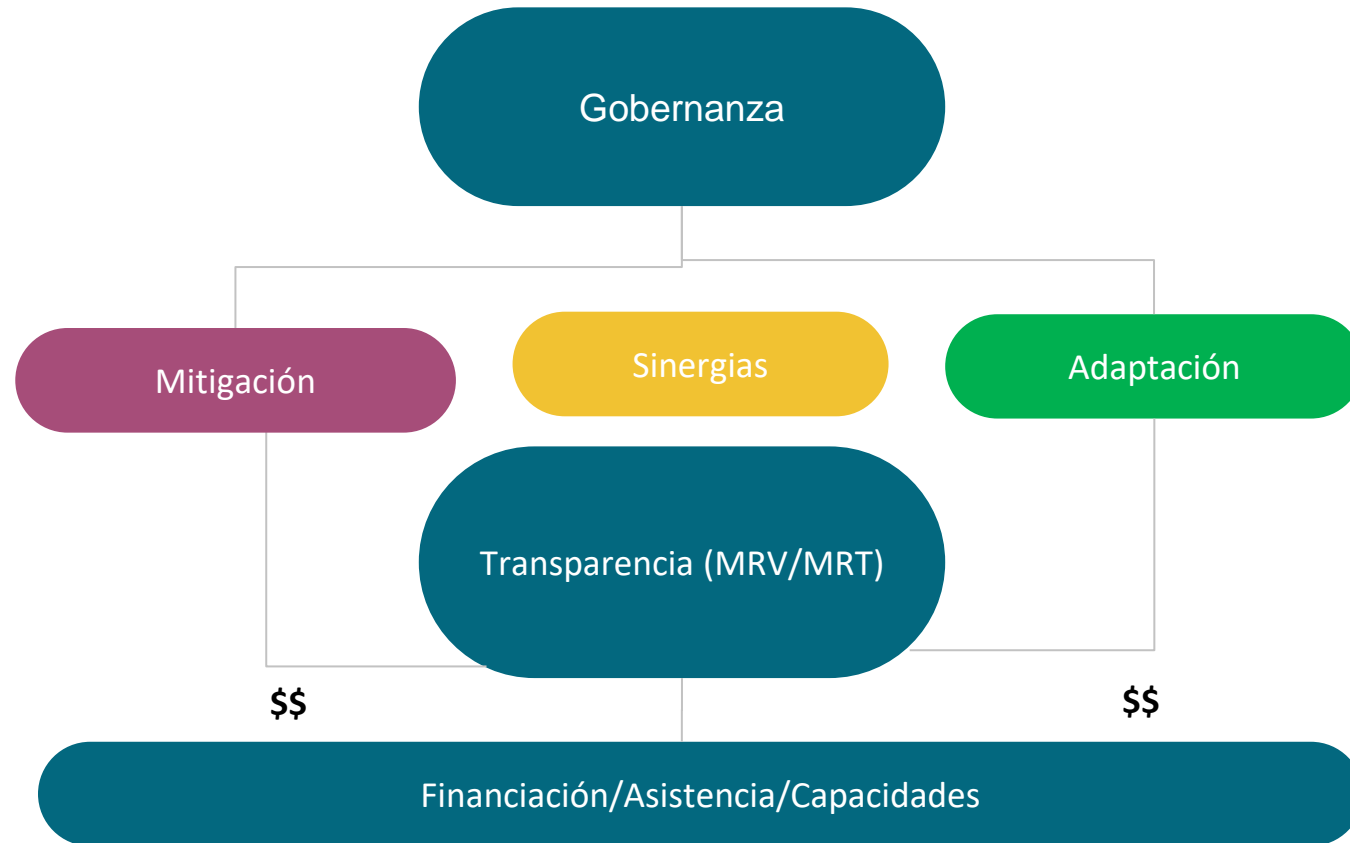 Gobernanza
Mitigación
Sinergias
Adaptación
Transparencia (MRV/MRT)
$$
$$
Financiación/Asistencia/Capacidades